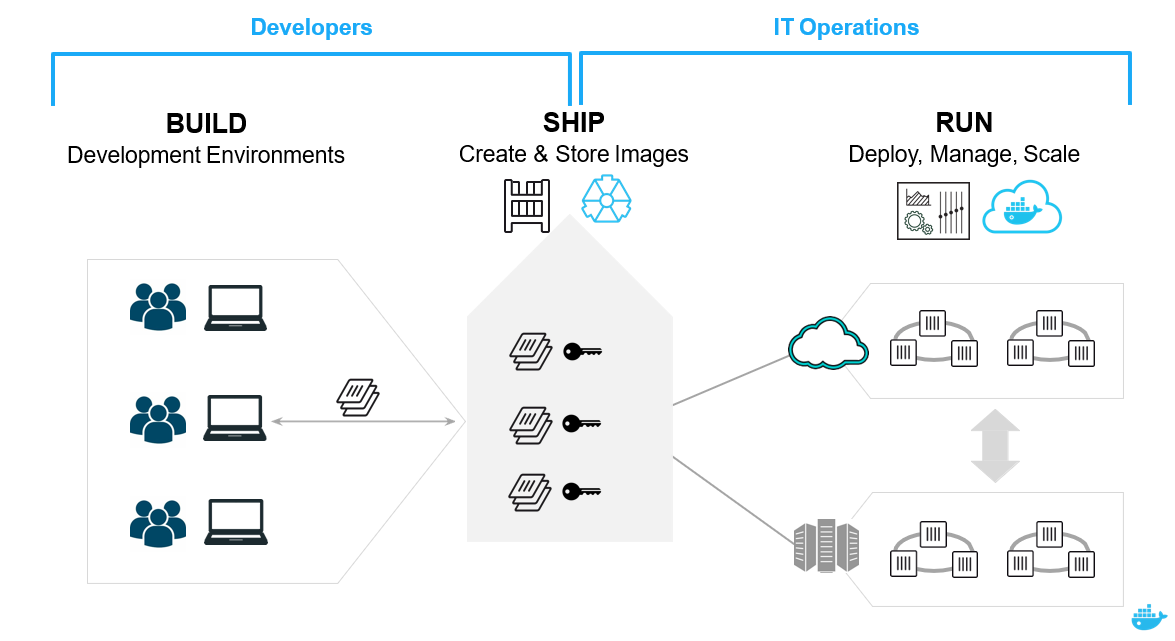 Developers
IT Operations
BUILD
Development Environments
SHIP
Create & Store Images
RUN
Deploy, Manage, Scale